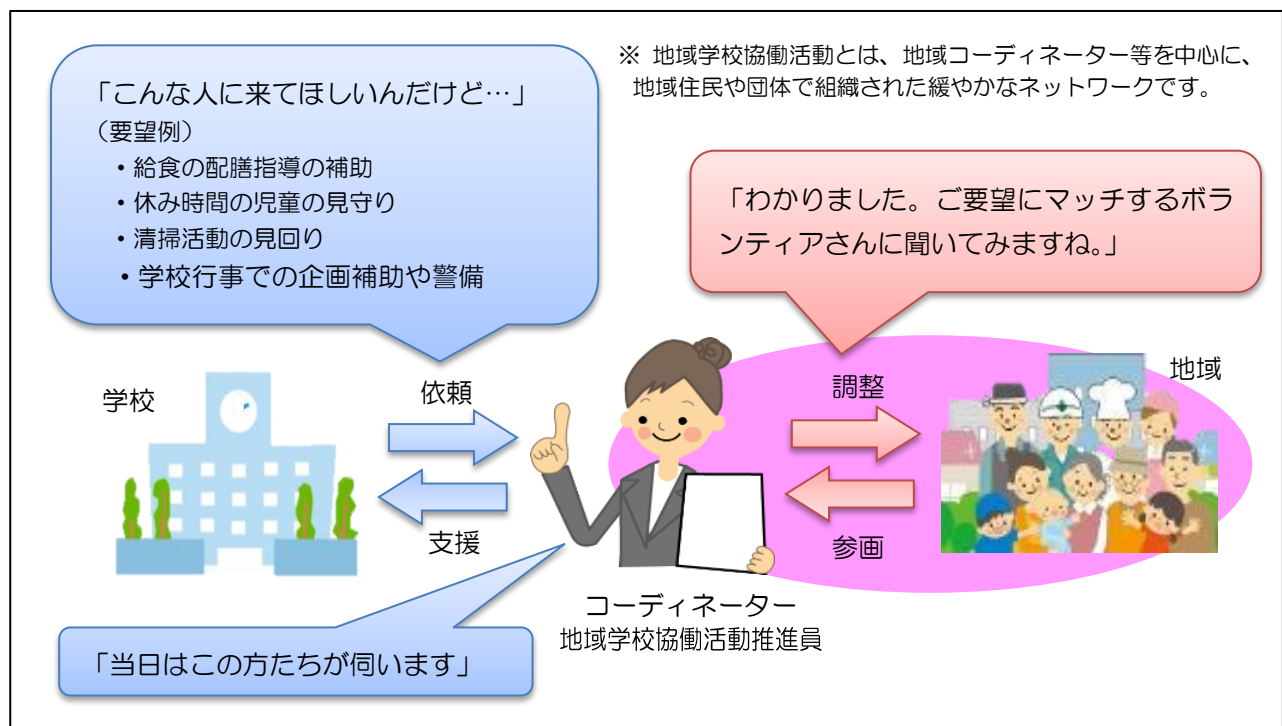 ※ 地域学校協働活動とは、地域コーディネーター等を中心に、
地域住民や団体で組織された緩やかなネットワークです。
「こんな人に来てほしいんだけど…」
（要望例）
・給食の配膳指導の補助
・休み時間の児童の見守り
・清掃活動の見回り
・学校行事での企画補助や警備
「わかりました。ご要望にマッチするボラ
ンティアさんに聞いてみますね。」
学校
依頼
支援
調整
参画
地域
コーディネーター
地域学校協働活動推進員
「当日はこの方たちが伺います」